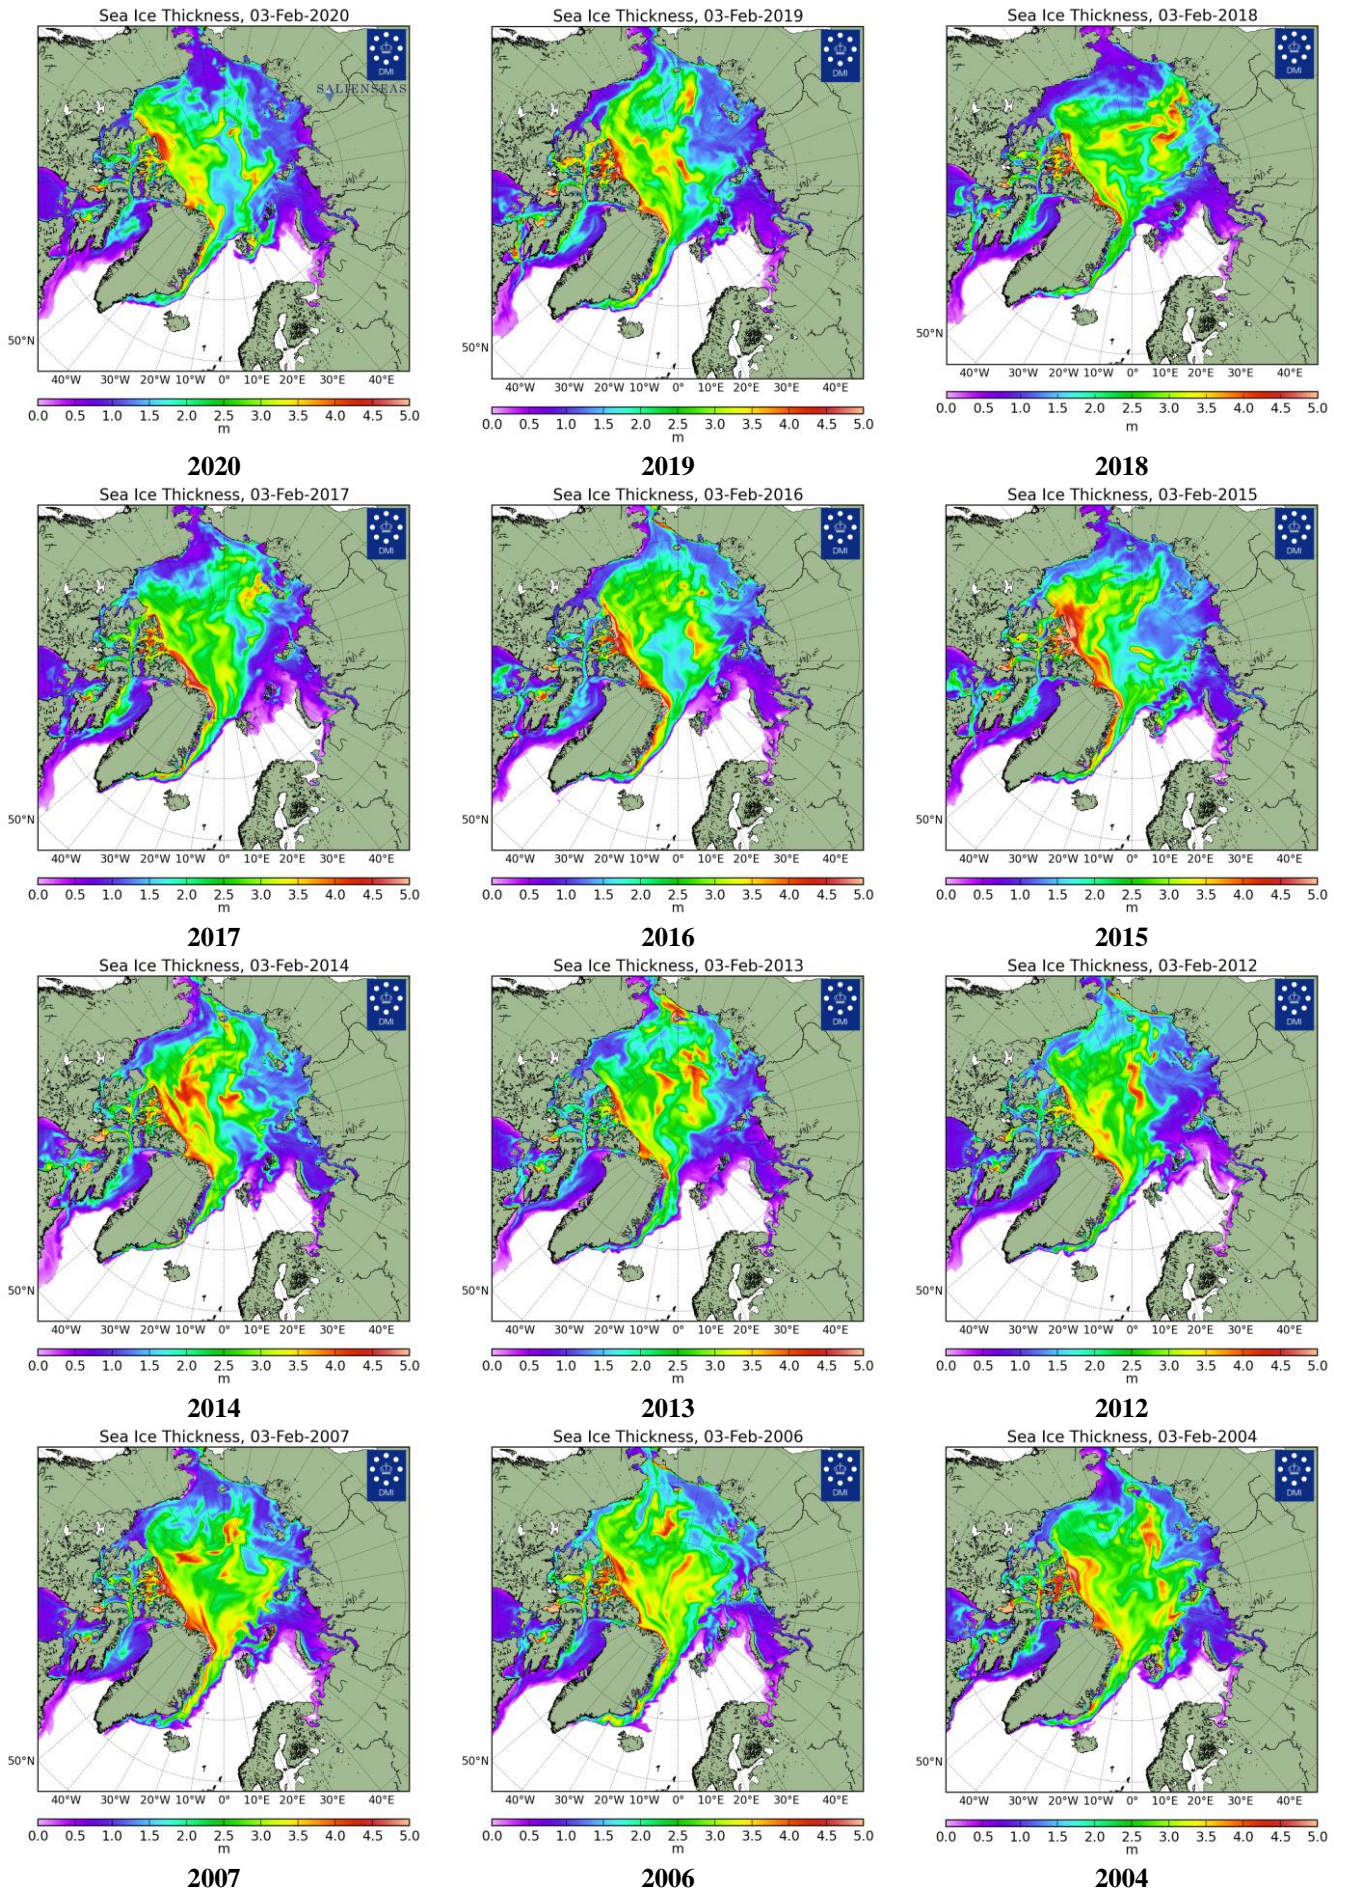 Sea Ice Thickness, 03-Feb-2020
Sea Ice Thickness, 03-Feb-2019
Sea Ice Thickness, 03-Feb-2018
DMI
SALIENSEAS
DMI
DMI
50°N
50°N
50°N
40°W 30°W 20°W 10°W 0° 10°E 20°E 30°E 40°E
40°W 30°W 20°W 10°W 0° 10°E 20°E 30°E 40°E
40°W 30°W 20°W 10°W 0° 10°E 20°E 30°E 40°E
0.0 0.5 1.0 1.5 2.0 2.5 3.0 3.5 4.0 4.5 5.0
m
0.0 0.5 1.0 1.5 2.0 2.5 3.0 3.5 4.0 4.5 5.0
m
0.0 0.5 1.0 1.5 2.0 2.5 3.0 3.5 4.0 4.5 5.0
m
2020
2019
2018
Sea Ice Thickness, 03-Feb-2017
Sea Ice Thickness, 03-Feb-2016
Sea Ice Thickness, 03-Feb-2015
DMI
DMI
DMI
50°N
50°N
50°N
40°W 30°W 20°W 10°W 0° 10°E 20°E 30°E 40°E
40°W 30°W 20°W 10°W 0° 10°E 20°E 30°E 40°E
40°W 30°W 20°W 10°W 0° 10°E 20°E 30°E 40°E
0.0 0.5 1.0 1.5 2.0 2.5 3.0 3.5 4.0 4.5 5.0
m
0.0 0.5 1.0 1.5 2.0 2.5 3.0 3.5 4.0 4.5 5.0
m
0.0 0.5 1.0 1.5 2.0 2.5 3.0 3.5 4.0 4.5 5.0
m
2017
2016
2015
Sea Ice Thickness, 03-Feb-2014
Sea Ice Thickness, 03-Feb-2013
Sea Ice Thickness, 03-Feb-2012
DMI
DMI
DMI
50°N
50°N
50°N
40°W 30°W 20°W 10°W 0° 10°E 20°E 30°E 40°E
40°W 30°W 20°W 10°W 0° 10°E 20°E 30°E 40°E
40°W 30°W 20°W 10°W 0° 10°E 20°E 30°E 40°E
0.0 0.5 1.0 1.5 2.0 2.5 3.0 3.5 4.0 4.5 5.0
m
0.0 0.5 1.0 1.5 2.0 2.5 3.0 3.5 4.0 4.5 5.0
m
0.0 0.5 1.0 1.5 2.0 2.5 3.0 3.5 4.0 4.5 5.0
m
2014
2013
2012
Sea Ice Thickness, 03-Feb-2007
Sea Ice Thickness, 03-Feb-2006
Sea Ice Thickness, 03-Feb-2004
DMI
DMI
DMI
50°N
50°N
50°N
40°W 30°W 20°W 10°W 0° 10°E 20°E 30°E 40°E
40°W 30°W 20°W 10°W 0° 10°E 20°E 30°E 40°E
40°W 30°W 20°W 10°W 0° 10°E 20°E 30°E 40°E
0.0 0.5 1.0 1.5 2.0 2.5 3.0 3.5 4.0 4.5 5.0
m
0.0 0.5 1.0 1.5 2.0 2.5 3.0 3.5 4.0 4.5 5.0
m
0.0 0.5 1.0 1.5 2.0 2.5 3.0 3.5 4.0 4.5 5.0
m
2007
2006
2004